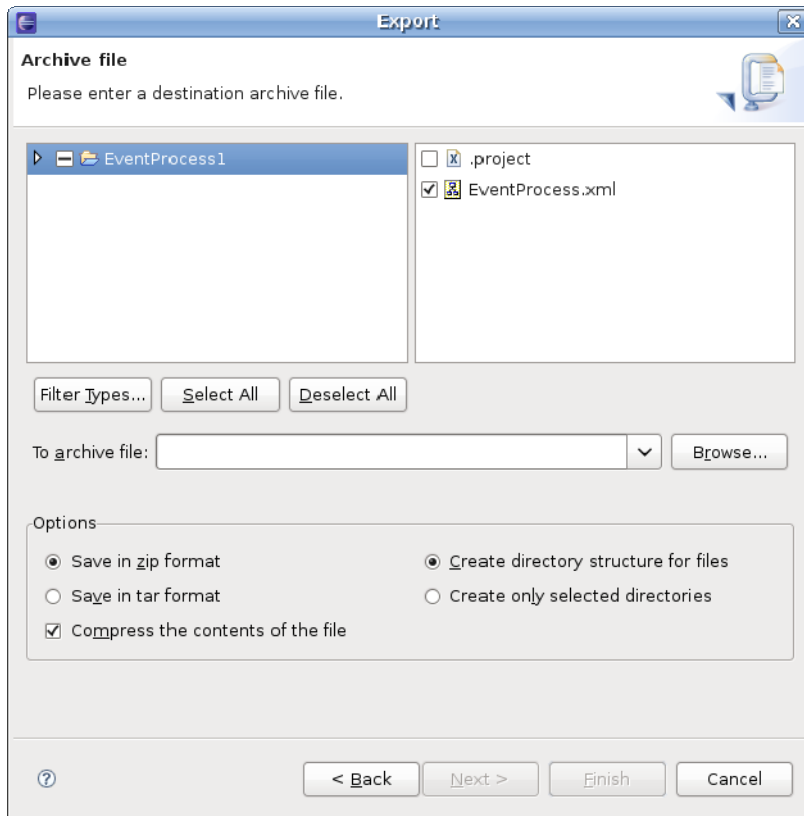 Export
Archive file
Please enter a destination archive file.
EventProcess1
.project
EventProcess.xml
Filter Types...
Select All
Deselect All
To archive file:
Browse...
Options
Save in zip format
Create directory structure for files
Save in tar format
Create only selected directories
Compress the contents of the file
< Back
Next >
Finish
Cancel